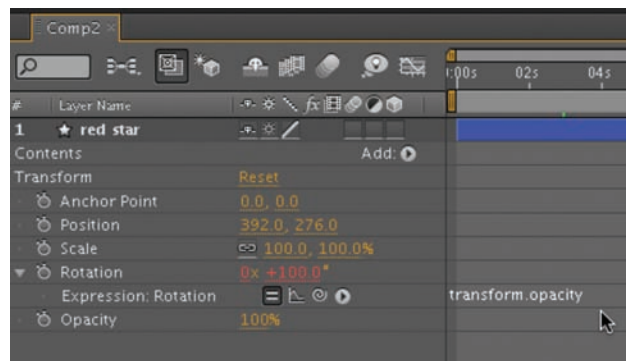 Comp2 ×
:00s 02s 04s
# Layer Name
1 ★ red star
Contents Add:
Transform Reset
Anchor Point 0.0, 0.0
Position 392.0, 276.0
Scale 100.0, 100.0%
Rotation 0x +100.0°
Expression: Rotation transform.opacity
Opacity 100%